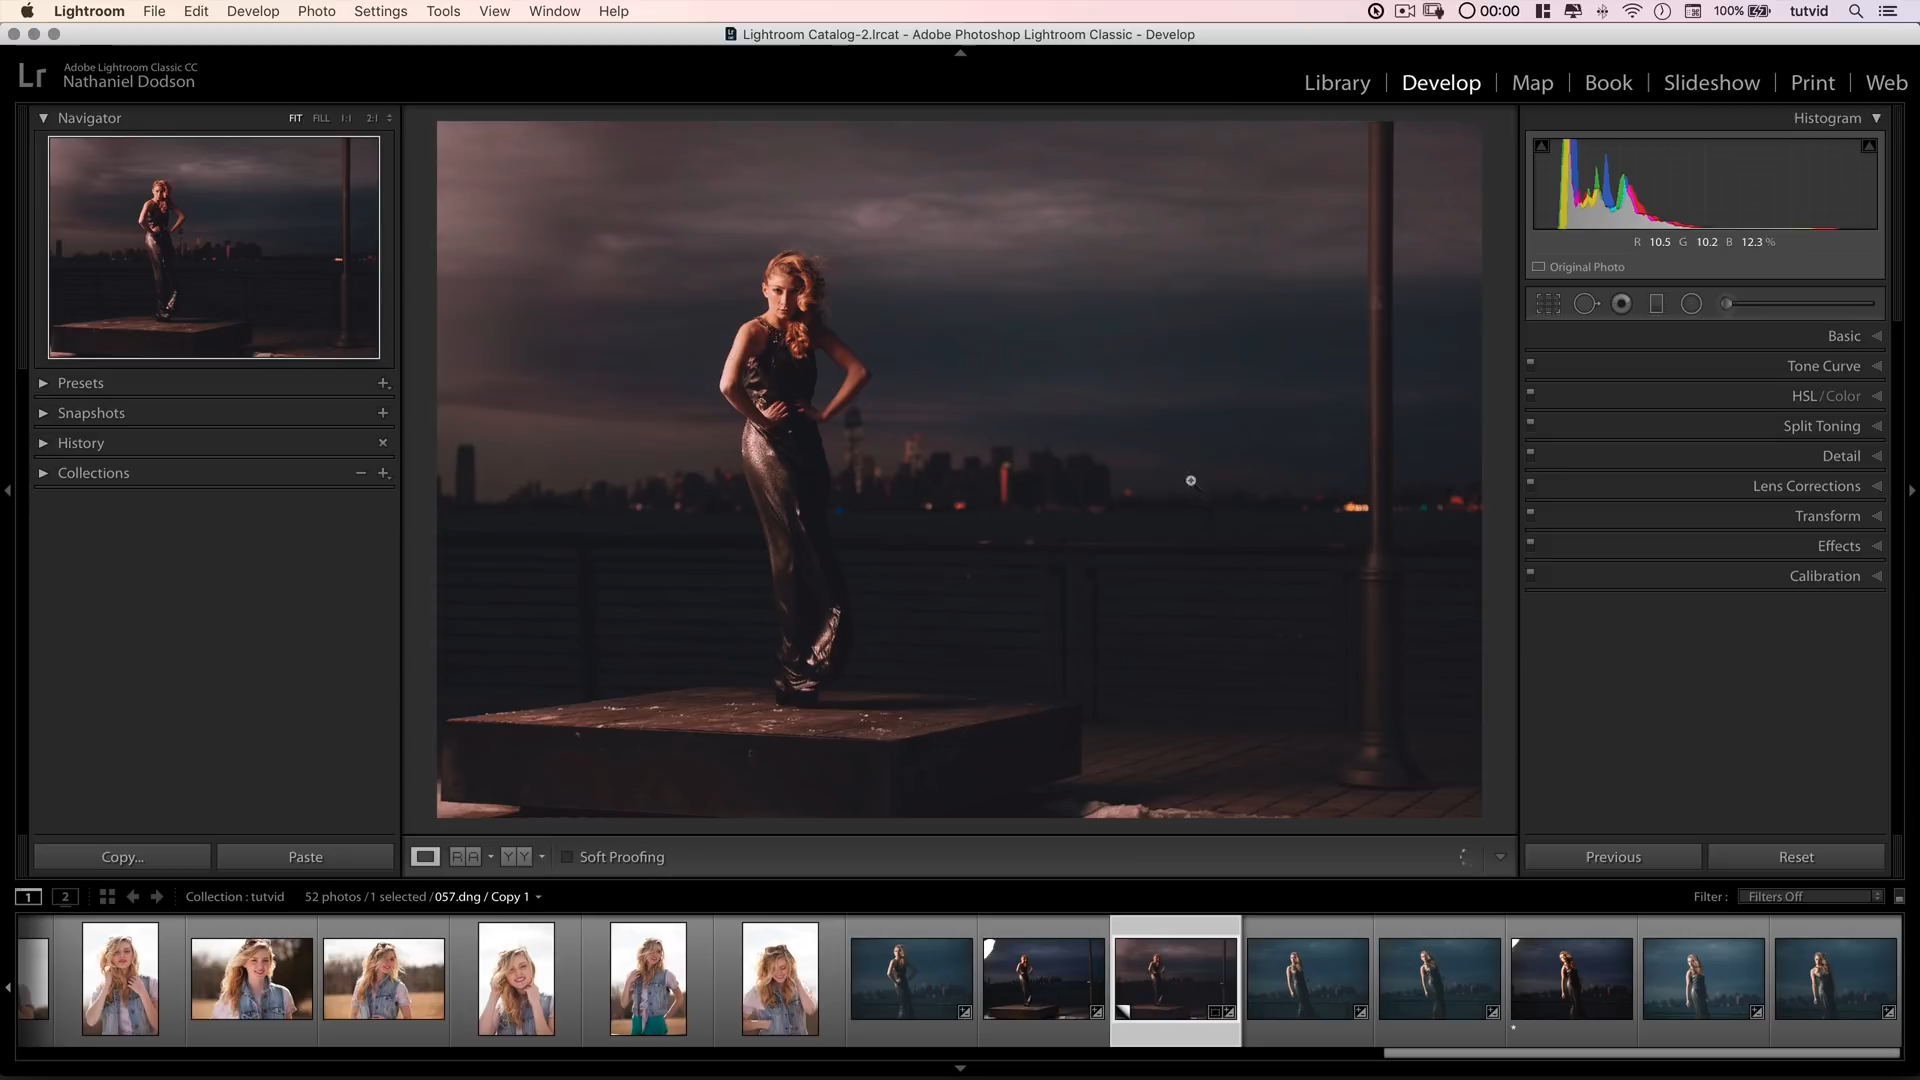 Lightroom File Edit Develop Photo Settings Tools View Window Help 00:00 100% tutvid
Lightroom Catalog-2.lrcat - Adobe Photoshop Lightroom Classic - Develop
Lr Adobe Lightroom Classic CC
Nathaniel Dodson
Library | Develop | Map | Book | Slideshow | Print | Web
Navigator FIT FILL 1:1 2:1
Histogram
R 10.5 G 10.2 B 12.3 %
Original Photo
Basic
Tone Curve
HSL / Color
Split Toning
Detail
Lens Corrections
Transform
Effects
Calibration
Presets
Snapshots
History
Collections
Copy... Paste
R A Y Y Soft Proofing
Previous Reset
1 2 Collection : tutvid 52 photos / 1 selected / 057.dng / Copy 1
Filter : Filters Off